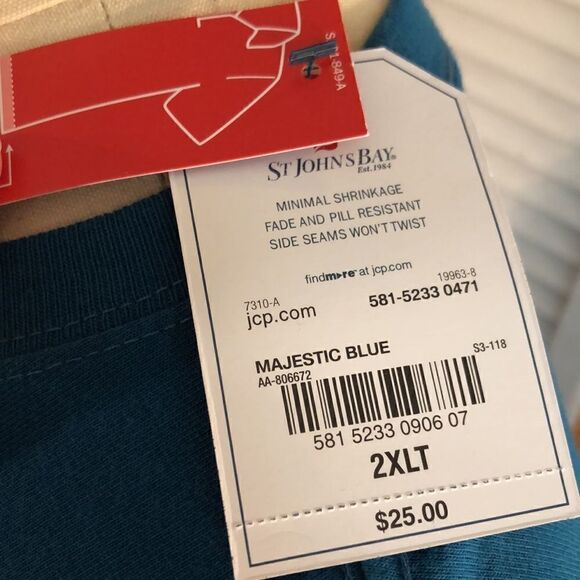 ST JOHN'S BAY®
Est. 1984
MINIMAL SHRINKAGE
FADE AND PILL RESISTANT
SIDE SEAMS WON'T TWIST
findmore™ at jcp.com
7310-A
19963-8
jcp.com
581-5233 0471
MAJESTIC BLUE
S3-118
AA-806672
581 5233 0906 07
2XLT
$25.00